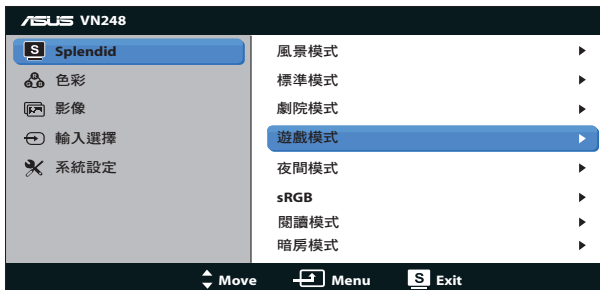 ASUS VN248
S Splendid
色彩
影像
輸入選擇
系統設定
風景模式
標準模式
劇院模式
遊戲模式
夜間模式
sRGB
閱讀模式
暗房模式
Move Menu S Exit